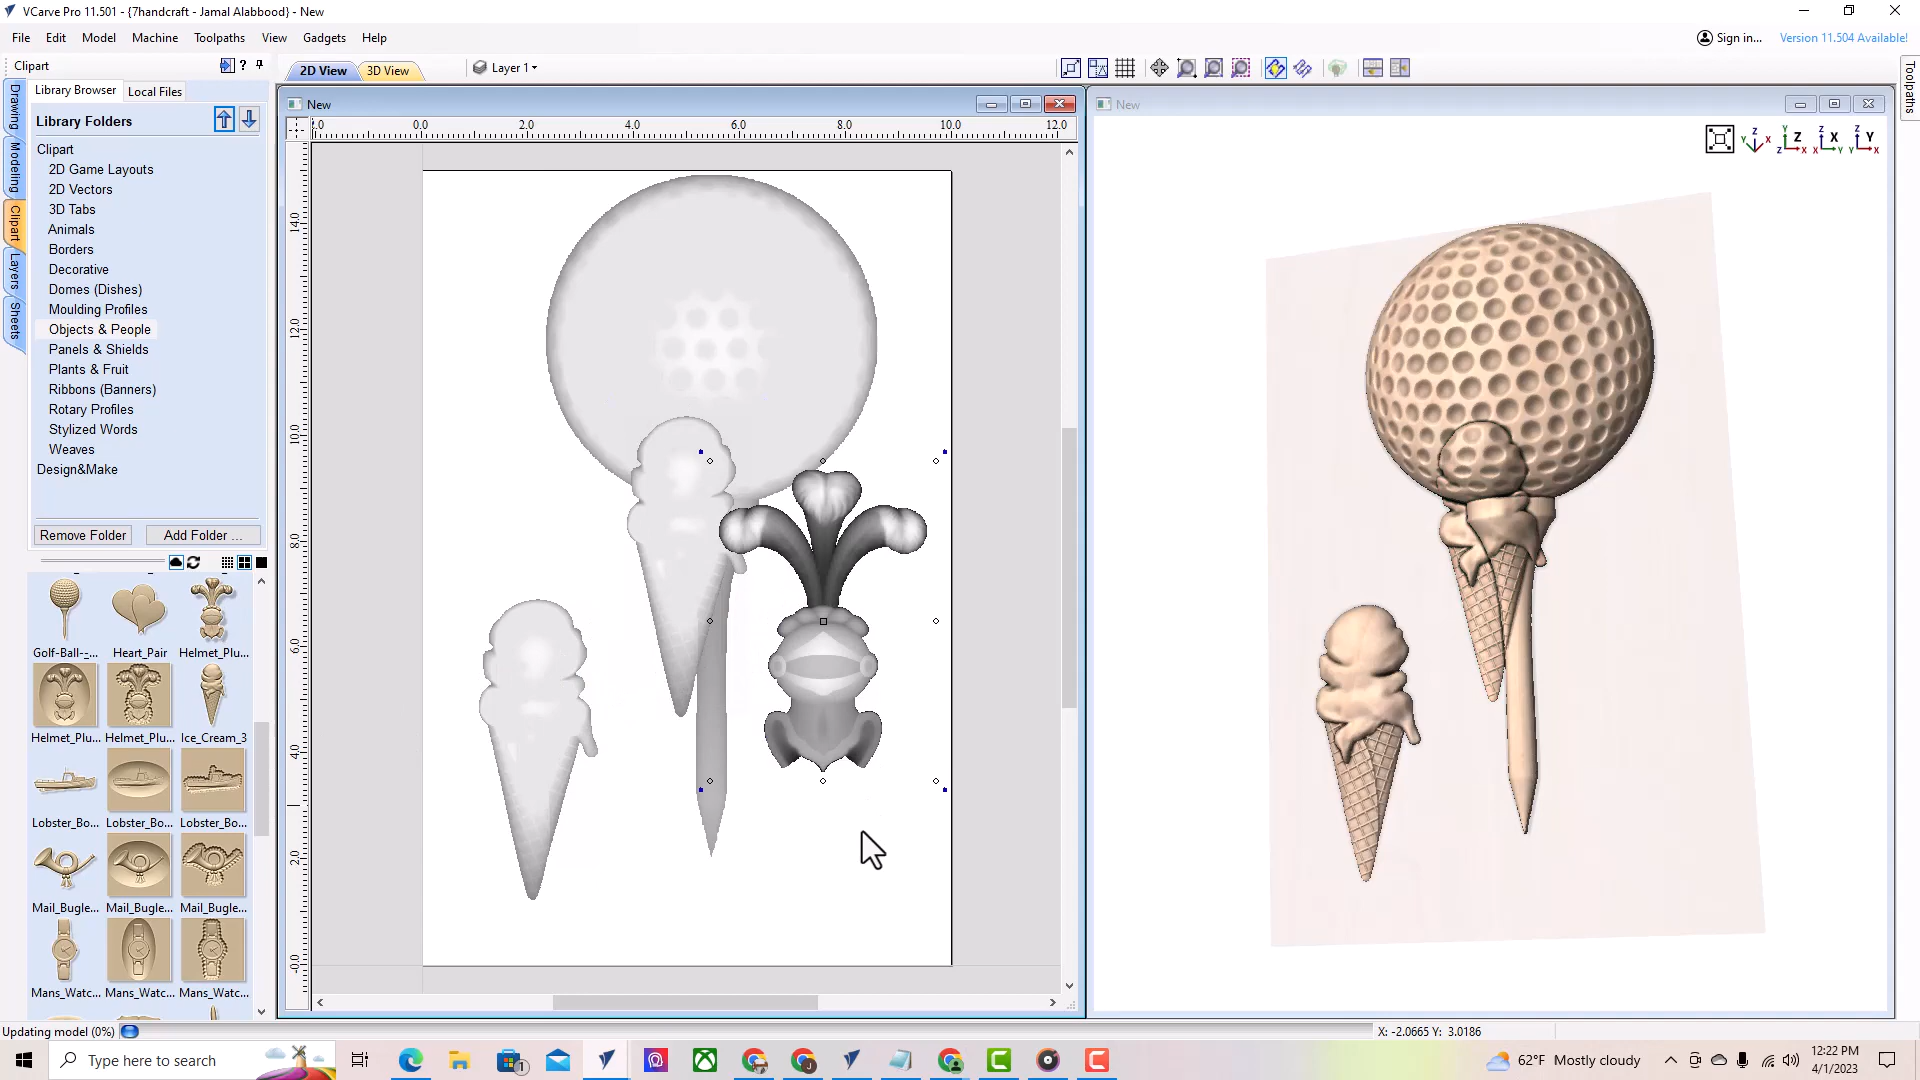 VCarve Pro 11.501 - {7handcraft - Jamal Alabbood} - New
File Edit Model Machine Toolpaths View Gadgets Help
Sign in... Version 11.504 Available!
Clipart
2D View 3D View Layer 1
Toolpaths
Drawing
Modeling
Clipart
Layers
Sheets
Library Browser Local Files
Library Folders
Clipart
2D Game Layouts
2D Vectors
3D Tabs
Animals
Borders
Decorative
Domes (Dishes)
Moulding Profiles
Objects & People
Panels & Shields
Plants & Fruit
Ribbons (Banners)
Rotary Profiles
Stylized Words
Weaves
Design&Make
Remove Folder Add Folder ...
Golf-Ball-_... Heart_Pair Helmet_Plu...
Helmet_Plu... Helmet_Plu... Ice_Cream_3
Lobster_Bo... Lobster_Bo... Lobster_Bo...
Mail_Bugle... Mail_Bugle... Mail_Bugle...
Mans_Watc... Mans_Watc... Mans_Watc...
New
:.0 0.0 2.0 4.0 6.0 8.0 10.0 12.0
14.0
12.0
10.0
8.0
6.0
4.0
2.0
-0.0
New
Y Z X
Y Z Z X
Z X X Y
Z Y Y X
Updating model (0%)
X: -2.0665 Y: 3.0186
Type here to search
1
62°F Mostly cloudy
12:22 PM
4/1/2023